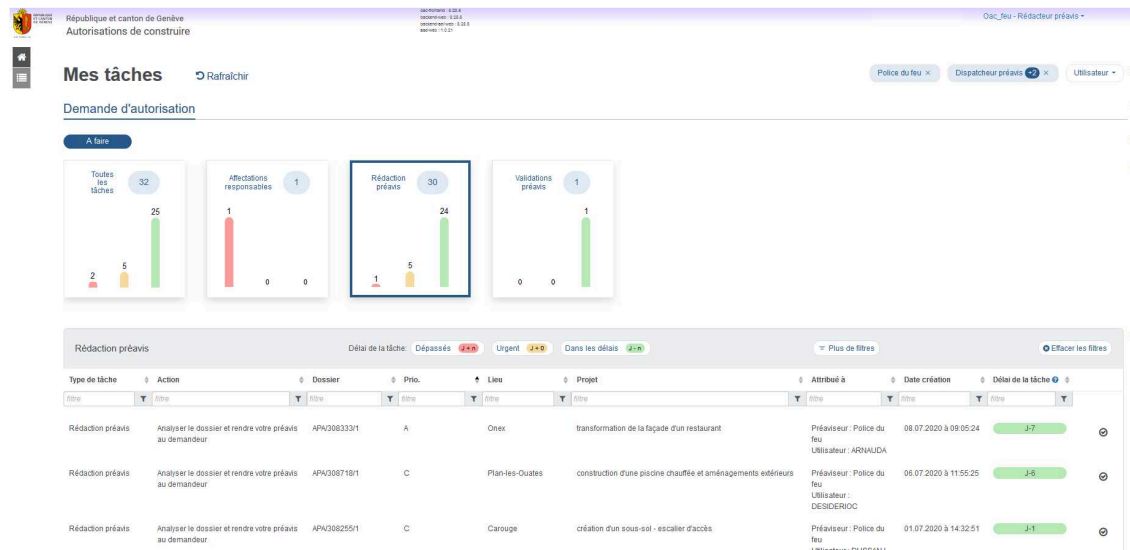 République et canton de Genève
Autorisations de construire
Oac_feu - Rédacteur préavis
Mes tâches
Rafraîchir
Police du feu ×
Dispatcheur préavis +2 ×
Utilisateur
Demande d'autorisation
A faire
Toutes les tâches 32
2 5 25
Affectations responsables 1
1 0 0
Rédaction préavis 30
1 5 24
Validations préavis 1
0 0 1
Rédaction préavis
Délai de la tâche: Dépassés J + n Urgent J + 0 Dans les délais J - n
Plus de filtres
Effacer les filtres
Type de tâche Action Dossier Prio. Lieu Projet Attribué à Date création Délai de la tâche
filtre filtre filtre filtre filtre filtre filtre filtre filtre
Rédaction préavis Analyser le dossier et rendre votre préavis APA/308333/1 A Onex transformation de la façade d'un restaurant Préaviseur : Police du 08.07.2020 à 09:05:24 J-7
au demandeur feu
Utilisateur : ARNAUDA
Rédaction préavis Analyser le dossier et rendre votre préavis APA/308718/1 C Plan-les-Ouates construction d'une piscine chauffée et aménagements extérieurs Préaviseur : Police du 06.07.2020 à 11:55:25 J-6
au demandeur feu
Utilisateur :
DESIDERIOC
Rédaction préavis Analyser le dossier et rendre votre préavis APA/308255/1 C Carouge création d'un sous-sol - escalier d'accès Préaviseur : Police du 01.07.2020 à 14:32:51 J-1
au demandeur feu